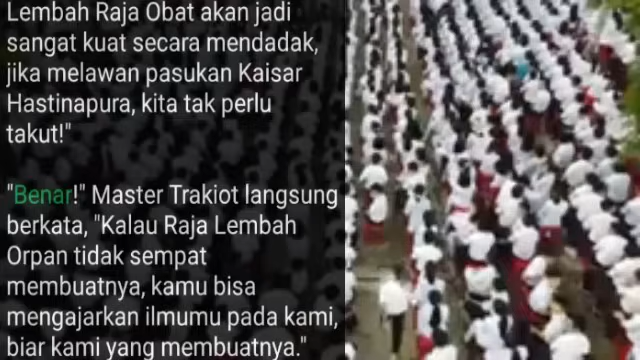 Lembah Raja Obat akan jadi
sangat kuat secara mendadak,
jika melawan pasukan Kaisar
Hastinapura, kita tak perlu
takut!"
"Benar!" Master Trakiot langsung
berkata, "Kalau Raja Lembah
Orpan tidak sempat
membuatnya, kamu bisa
mengajarkan ilmumu pada kami,
biar kami yang membuatnya."